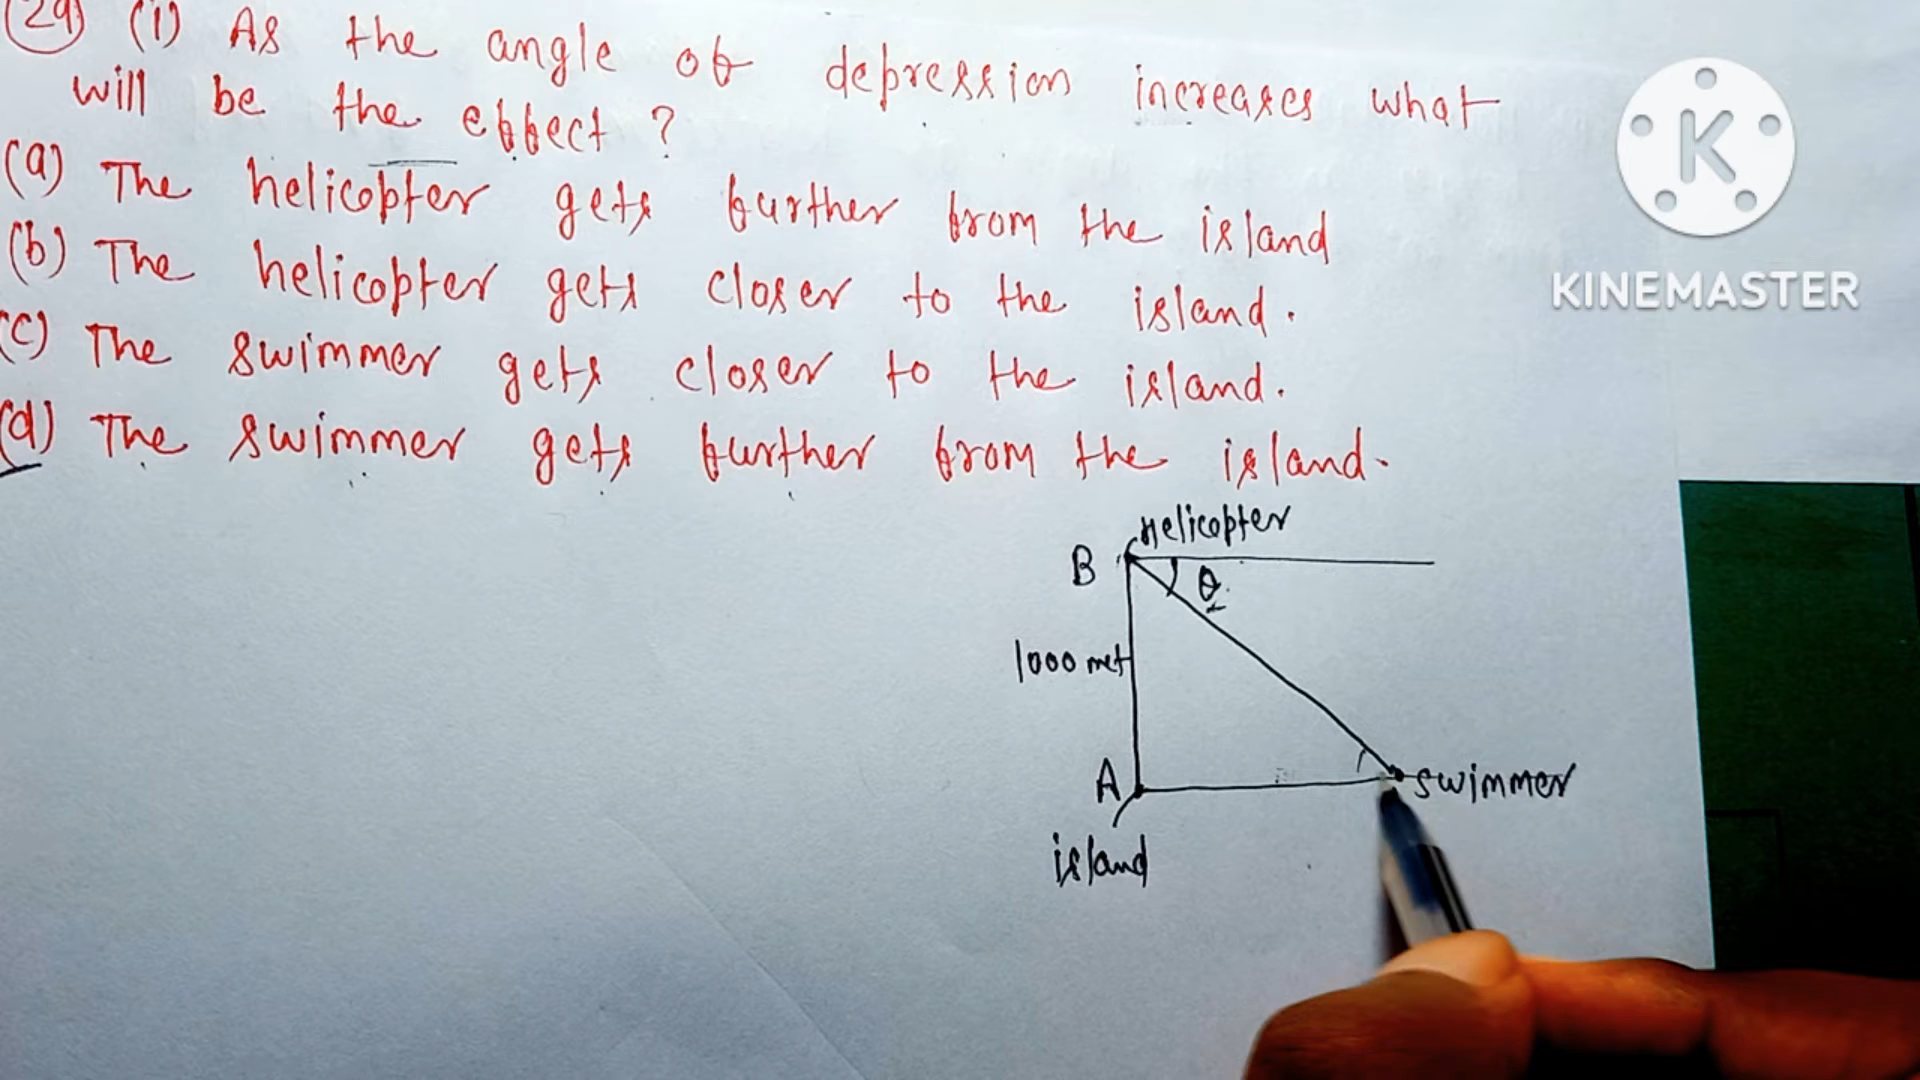 (29) (i) As the angle of depression increases what
will be the effect ?
(a) The helicopter gets further from the island
(b) The helicopter gets closer to the island.
(c) The swimmer gets closer to the island.
(d) The swimmer gets further from the island.
K
KINEMASTER
Helicopter
B
θ
1000 met
A
swimmer
island